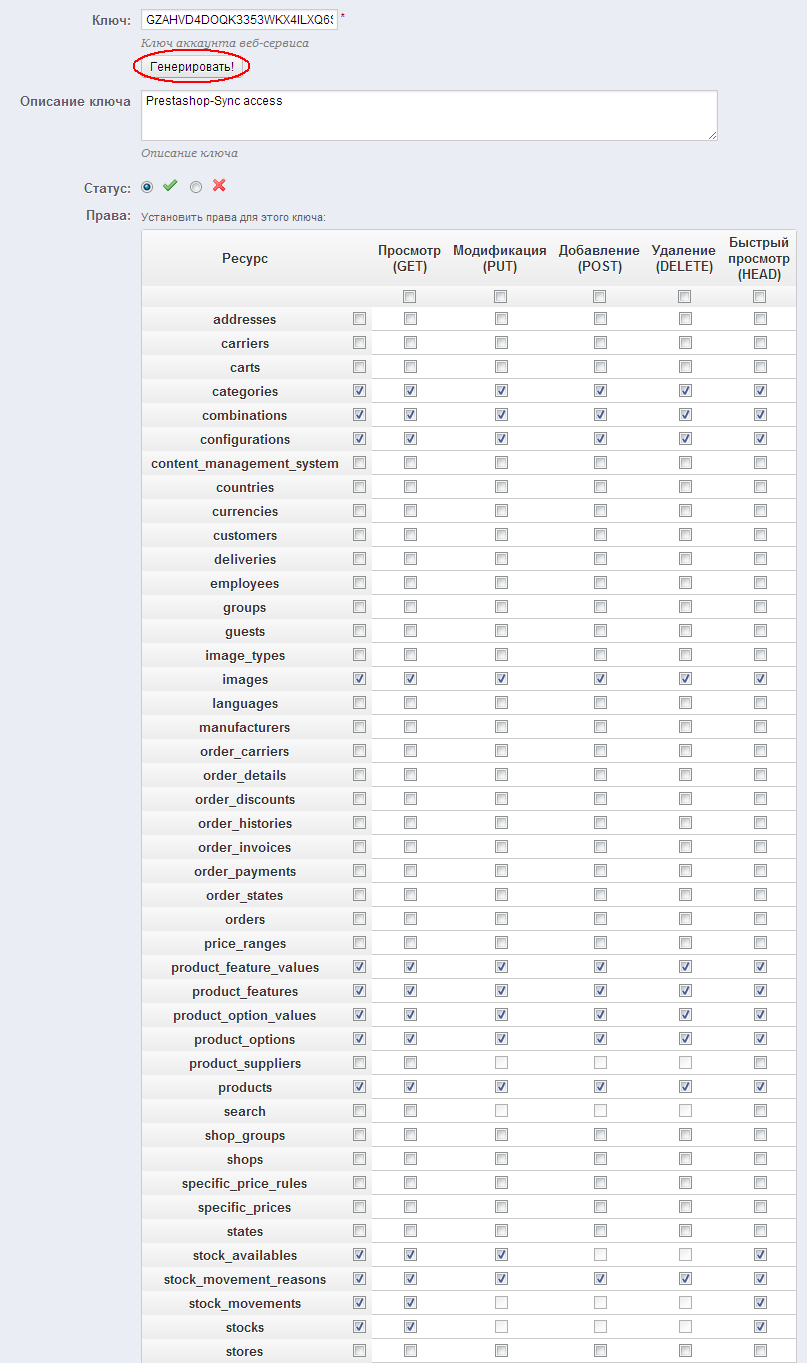 Ключ: GZAHVD4DOQK3353WKX4ILXQ6S *
Ключ аккаунта веб-сервиса
Генерировать!
Описание ключа Prestashop-Sync access
Описание ключа
Статус:
Права: Установить права для этого ключа:
Ресурс Просмотр (GET) Модификация (PUT) Добавление (POST) Удаление (DELETE) Быстрый просмотр (HEAD)
addresses
carriers
carts
categories
combinations
configurations
content_management_system
countries
currencies
customers
deliveries
employees
groups
guests
image_types
images
languages
manufacturers
order_carriers
order_details
order_discounts
order_histories
order_invoices
order_payments
order_states
orders
price_ranges
product_feature_values
product_features
product_option_values
product_options
product_suppliers
products
search
shop_groups
shops
specific_price_rules
specific_prices
states
stock_availables
stock_movement_reasons
stock_movements
stocks
stores